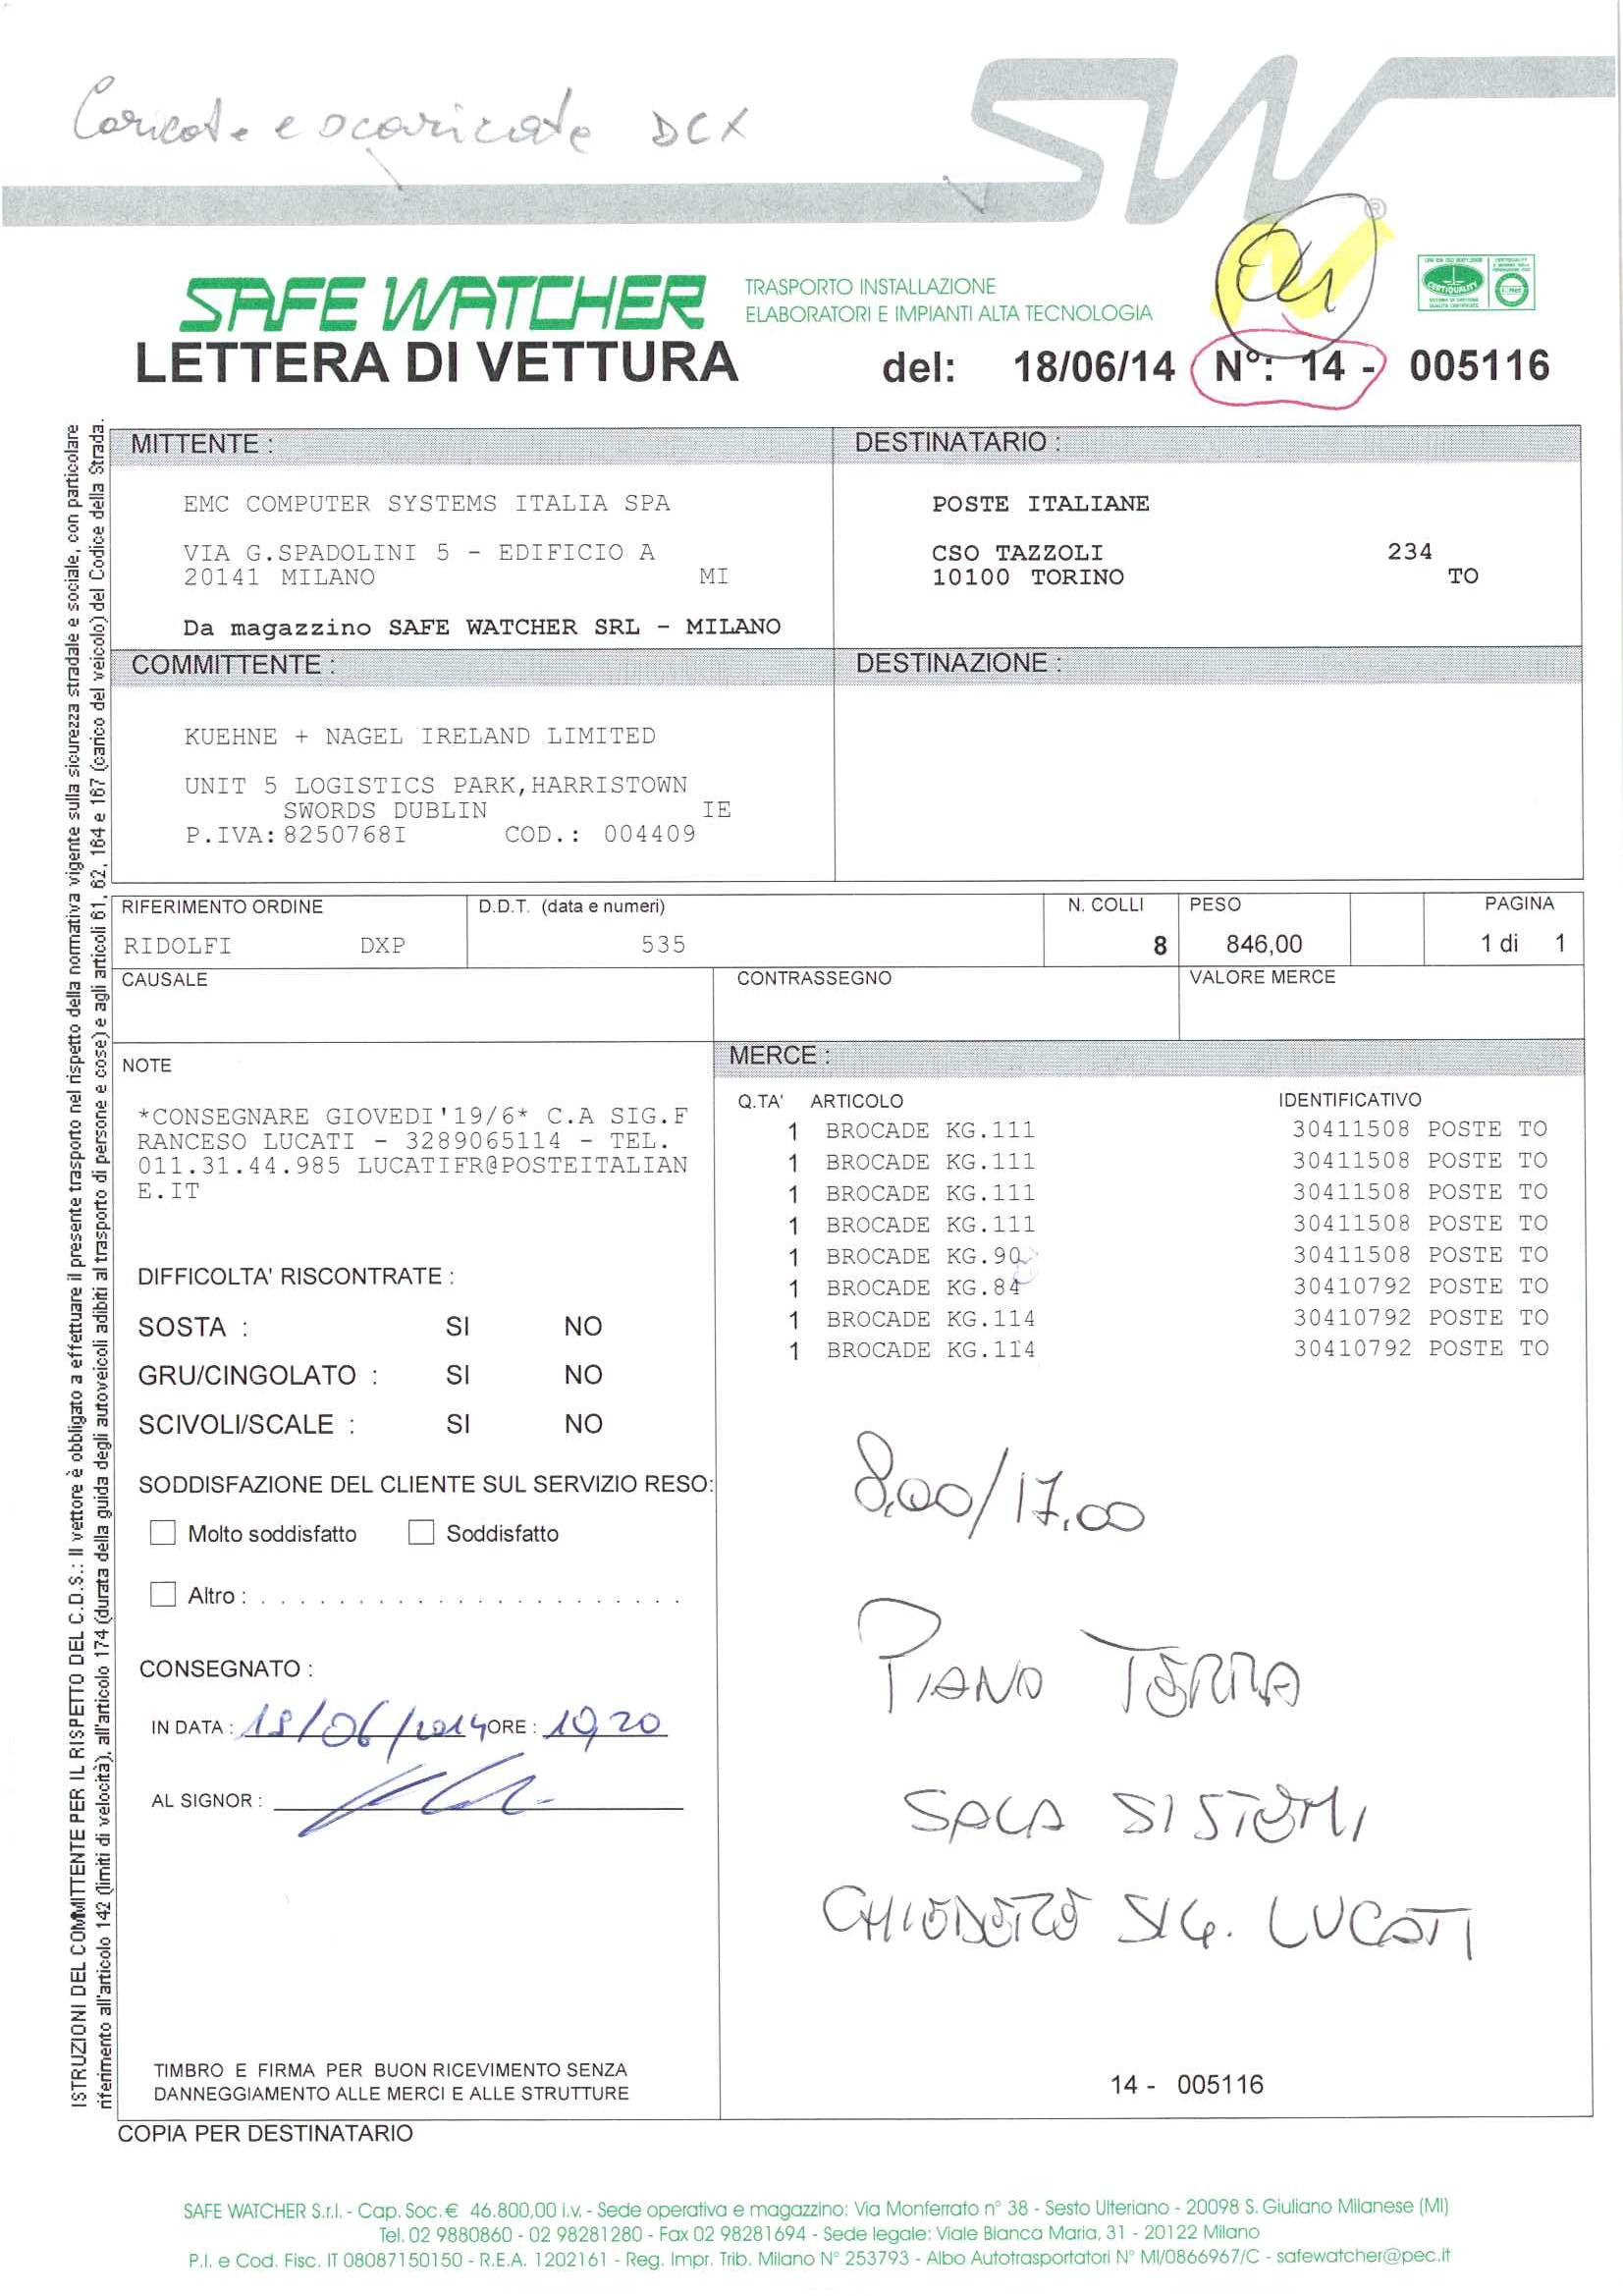 Caricate e scaricate DCX
SW®
SAFE WATCHER
TRASPORTO INSTALLAZIONE
ELABORATORI E IMPIANTI ALTA TECNOLOGIA
CERTIQUALITY
LETTERA DI VETTURA del: 18/06/14 N°: 14 - 005116
ISTRUZIONI DEL COMMITTENTE PER IL RISPETTO DEL C.D.S.: Il vettore è obbligato a effettuare il presente trasporto nel rispetto della normativa vigente sulla sicurezza stradale e sociale, con particolare
riferimento all'articolo 142 (limiti di velocità), all'articolo 174 (durata della guida degli autoveicoli adibiti al trasporto di persone e cose) e agli articoli 61, 62, 164 e 167 (carico del veicolo) del Codice della Strada.
MITTENTE :
EMC COMPUTER SYSTEMS ITALIA SPA
VIA G.SPADOLINI 5 - EDIFICIO A
20141 MILANO MI
Da magazzino SAFE WATCHER SRL - MILANO
DESTINATARIO :
POSTE ITALIANE
CSO TAZZOLI 234
10100 TORINO TO
COMMITTENTE :
KUEHNE + NAGEL IRELAND LIMITED
UNIT 5 LOGISTICS PARK,HARRISTOWN
SWORDS DUBLIN IE
P.IVA:8250768I COD.: 004409
DESTINAZIONE :
RIFERIMENTO ORDINE D.D.T. (data e numeri) N. COLLI PESO PAGINA
RIDOLFI DXP 535 8 846,00 1 di 1
CAUSALE CONTRASSEGNO VALORE MERCE
NOTE
*CONSEGNARE GIOVEDI'19/6* C.A SIG.F
RANCESO LUCATI - 3289065114 - TEL.
011.31.44.985 LUCATIFR@POSTEITALIAN
E.IT
DIFFICOLTA' RISCONTRATE :
SOSTA : SI NO
GRU/CINGOLATO : SI NO
SCIVOLI/SCALE : SI NO
SODDISFAZIONE DEL CLIENTE SUL SERVIZIO RESO:
Molto soddisfatto Soddisfatto
Altro : . . . . . . . . . . . . . . . . . . . . . . .
CONSEGNATO :
IN DATA : 19/06/2014 ORE : 10,20
AL SIGNOR :
TIMBRO E FIRMA PER BUON RICEVIMENTO SENZA
DANNEGGIAMENTO ALLE MERCI E ALLE STRUTTURE
MERCE :
Q.TA' ARTICOLO IDENTIFICATIVO
1 BROCADE KG.111 30411508 POSTE TO
1 BROCADE KG.111 30411508 POSTE TO
1 BROCADE KG.111 30411508 POSTE TO
1 BROCADE KG.111 30411508 POSTE TO
1 BROCADE KG.90 30411508 POSTE TO
1 BROCADE KG.84 30410792 POSTE TO
1 BROCADE KG.114 30410792 POSTE TO
1 BROCADE KG.114 30410792 POSTE TO
8,00/17,00
PIANO TERRA
SALA SISTEMI
CHIEDERE SIG. LUCATI
14 - 005116
COPIA PER DESTINATARIO
SAFE WATCHER S.r.l. - Cap. Soc. € 46.800,00 i.v. - Sede operativa e magazzino: Via Monferrato n° 38 - Sesto Ulteriano - 20098 S. Giuliano Milanese (MI)
Tel. 02 9880860 - 02 98281280 - Fax 02 98281694 - Sede legale: Viale Bianca Maria, 31 - 20122 Milano
P.I. e Cod. Fisc. IT 08087150150 - R.E.A. 1202161 - Reg. Impr. Trib. Milano N° 253793 - Albo Autotrasportatori N° MI/0866967/C - safewatcher@pec.it